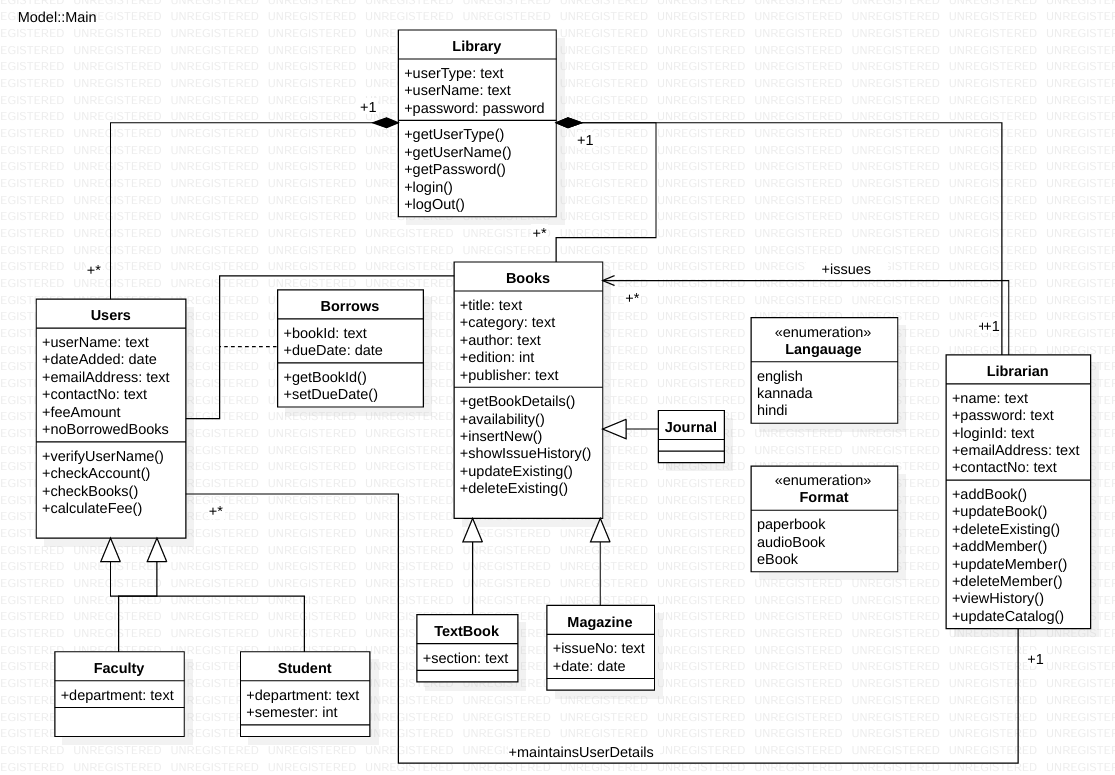 Model::Main
Library
+userType: text
+userName: text
+password: password
+getUserType()
+getUserName()
+getPassword()
+login()
+logOut()
+1
+1
+*
+*
Users
+userName: text
+dateAdded: date
+emailAddress: text
+contactNo: text
+feeAmount
+noBorrowedBooks
+verifyUserName()
+checkAccount()
+checkBooks()
+calculateFee()
Borrows
+bookId: text
+dueDate: date
+getBookId()
+setDueDate()
Books
+title: text
+category: text
+author: text
+edition: int
+publisher: text
+getBookDetails()
+availability()
+insertNew()
+showIssueHistory()
+updateExisting()
+deleteExisting()
+issues
+*
++1
«enumeration»
Langauage
english
kannada
hindi
Journal
«enumeration»
Format
paperbook
audioBook
eBook
Librarian
+name: text
+password: text
+loginId: text
+emailAddress: text
+contactNo: text
+addBook()
+updateBook()
+deleteExisting()
+addMember()
+updateMember()
+deleteMember()
+viewHistory()
+updateCatalog()
+*
+1
Faculty
+department: text
Student
+department: text
+semester: int
TextBook
+section: text
Magazine
+issueNo: text
+date: date
+maintainsUserDetails
UNREGISTERED